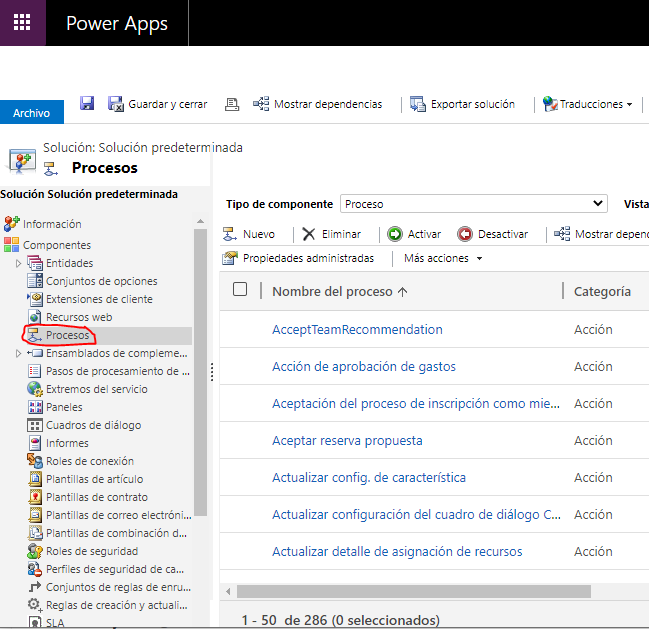 Power Apps
Archivo
Guardar y cerrar
Mostrar dependencias
Exportar solución
Traducciones
Solución: Solución predeterminada
Procesos
Solución Solución predeterminada
Información
Componentes
Entidades
Conjuntos de opciones
Extensiones de cliente
Recursos web
Procesos
Ensamblados de compleme...
Pasos de procesamiento de ...
Extremos del servicio
Paneles
Cuadros de diálogo
Informes
Roles de conexión
Plantillas de artículo
Plantillas de contrato
Plantillas de correo electróni...
Plantillas de combinación d...
Roles de seguridad
Perfiles de seguridad de ca...
Conjuntos de reglas de enru...
Reglas de creación y actuali...
SLA
Tipo de componente Proceso Vista
Nuevo Eliminar Activar Desactivar Mostrar depend
Propiedades administradas Más acciones
Nombre del proceso Categoría
AcceptTeamRecommendation Acción
Acción de aprobación de gastos Acción
Aceptación del proceso de inscripción como mie... Acción
Aceptar reserva propuesta Acción
Actualizar config. de característica Acción
Actualizar configuración del cuadro de diálogo C... Acción
Actualizar detalle de asignación de recursos Acción
1 - 50 de 286 (0 seleccionados)